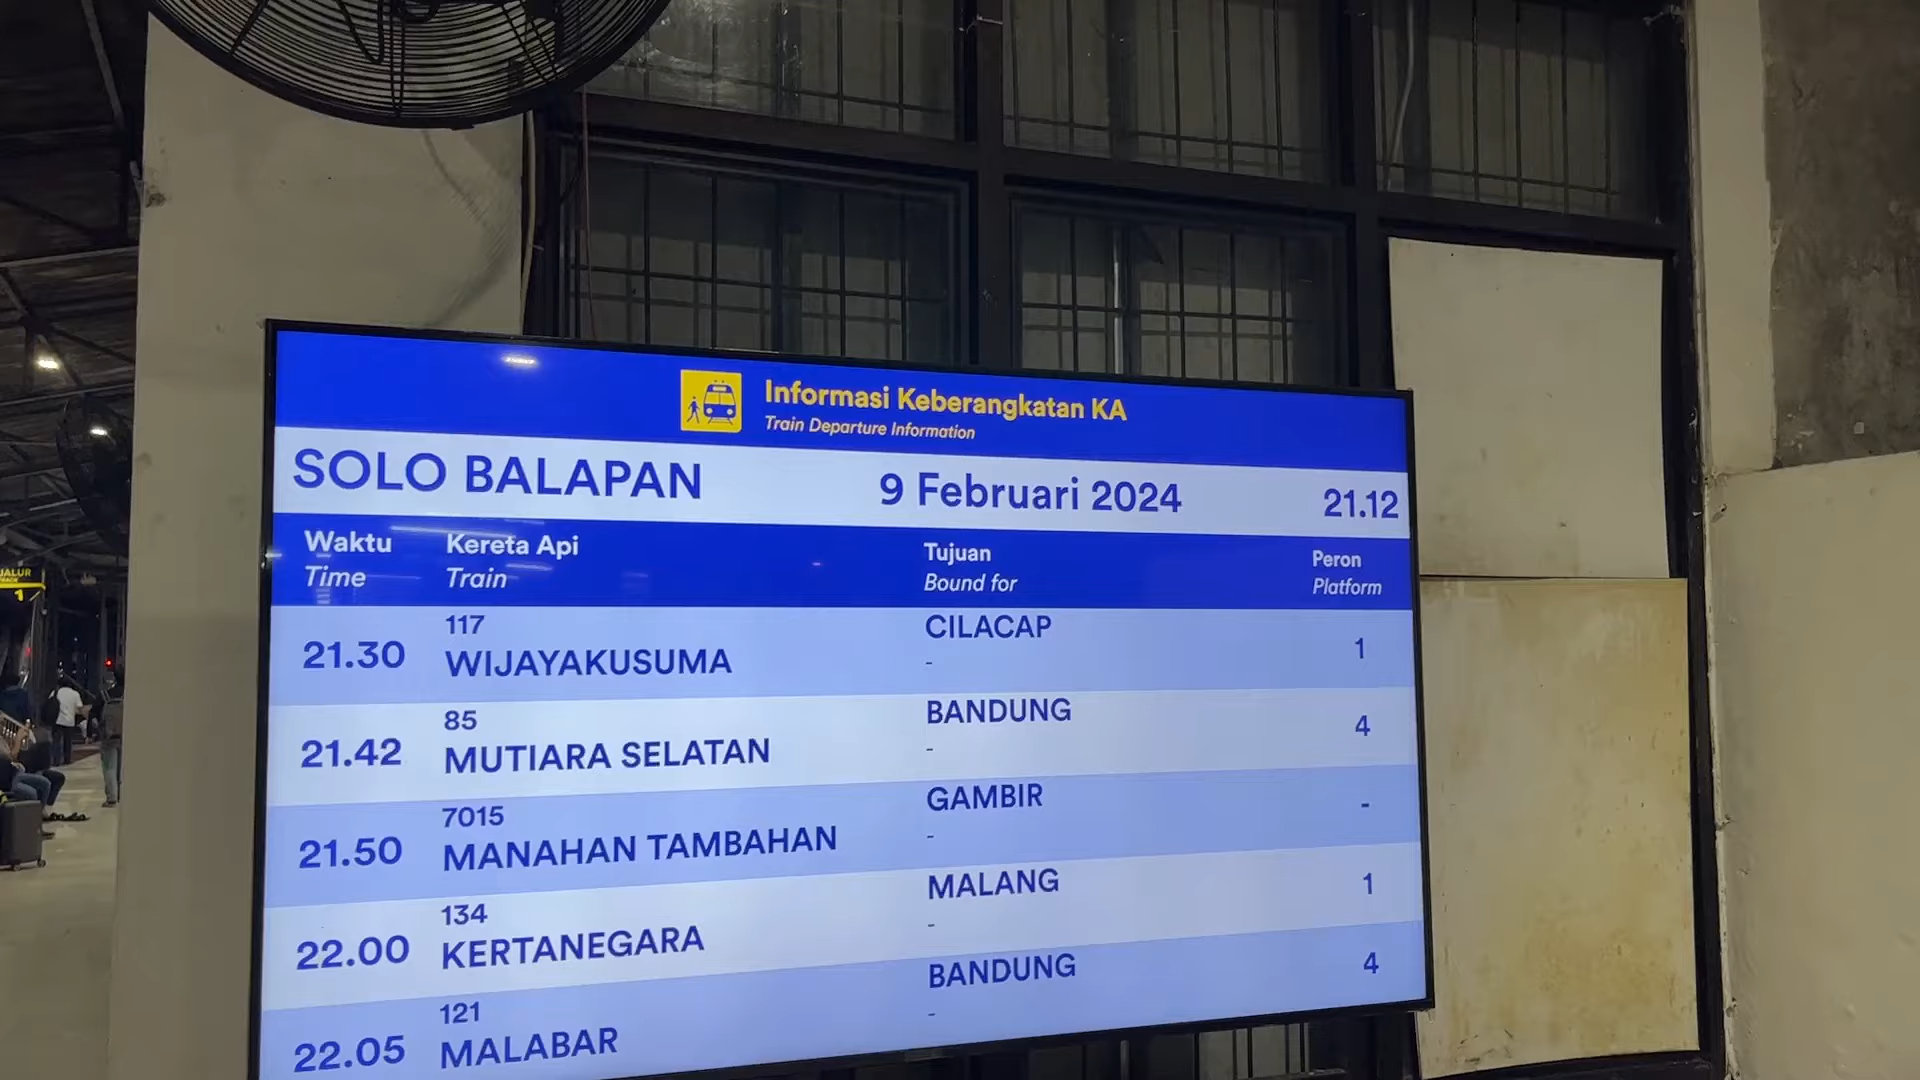 Informasi Keberangkatan KA
Train Departure Information
SOLO BALAPAN 9 Februari 2024 21.12
Waktu Kereta Api Tujuan Peron
Time Train Bound for Platform
117 CILACAP
21.30 WIJAYAKUSUMA - 1
85 BANDUNG
21.42 MUTIARA SELATAN - 4
7015 GAMBIR
21.50 MANAHAN TAMBAHAN - -
134 MALANG
22.00 KERTANEGARA - 1
121 BANDUNG
22.05 MALABAR - 4
JALUR
1